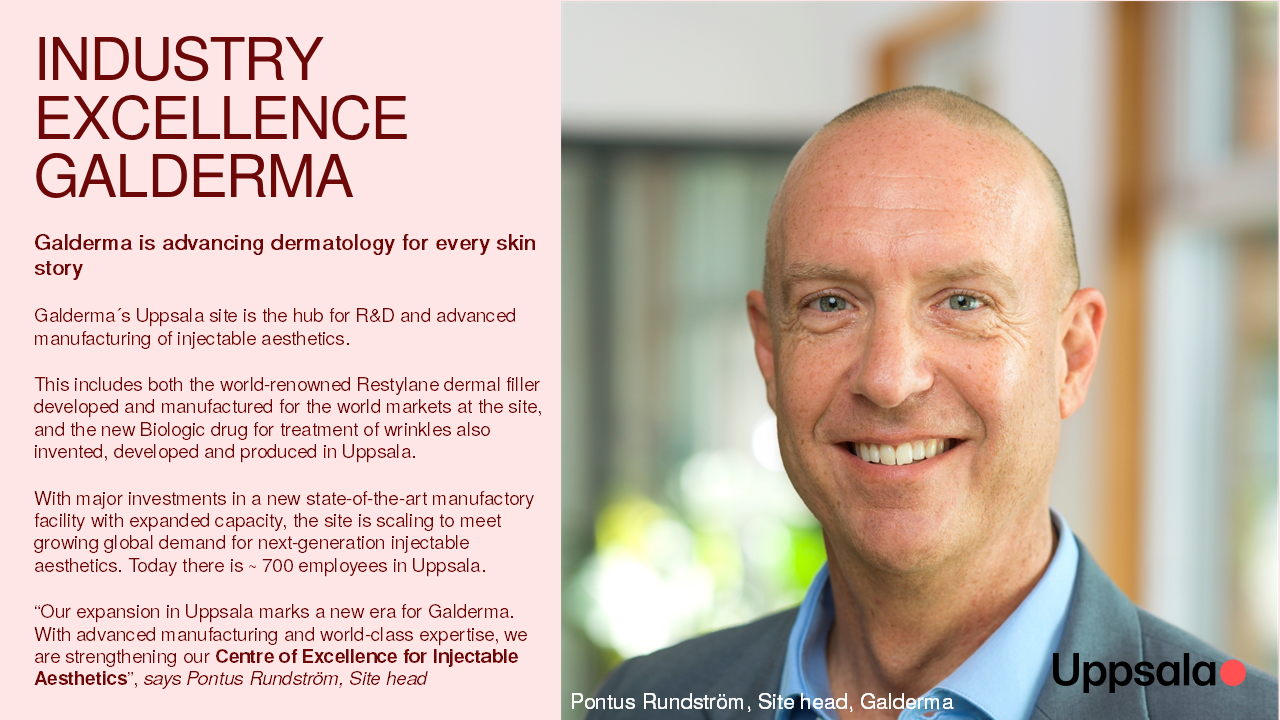 INDUSTRY
EXCELLENCE
GALDERMA
Galderma is advancing dermatology for every skin
story
Galderma´s Uppsala site is the hub for R&D and advanced
manufacturing of injectable aesthetics.
This includes both the world-renowned Restylane dermal filler
developed and manufactured for the world markets at the site,
and the new Biologic drug for treatment of wrinkles also
invented, developed and produced in Uppsala.
With major investments in a new state-of-the-art manufactory
facility with expanded capacity, the site is scaling to meet
growing global demand for next-generation injectable
aesthetics. Today there is ~ 700 employees in Uppsala.
“Our expansion in Uppsala marks a new era for Galderma.
With advanced manufacturing and world-class expertise, we
are strengthening our Centre of Excellence for Injectable
Aesthetics”, says Pontus Rundström, Site head
Uppsala
Pontus Rundström, Site head, Galderma